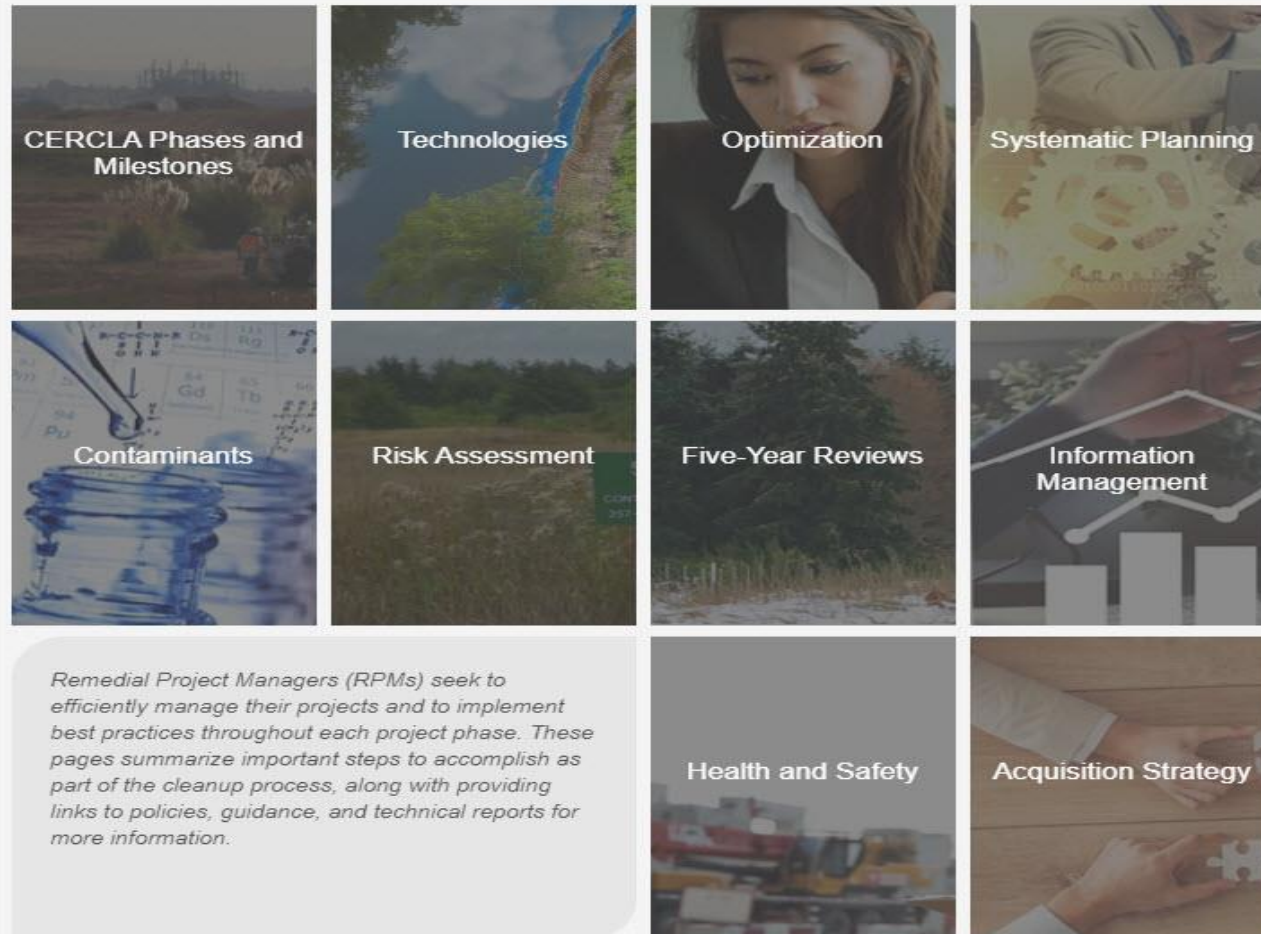 CERCLA Phases and
Milestones
Technologies
Optimization
Systematic Planning
Contaminants
Gd
Tb
Pu
Risk Assessment
Five-Year Reviews
Information
Management
Remedial Project Managers (RPMs) seek to
efficiently manage their projects and to implement
best practices throughout each project phase. These
pages summarize important steps to accomplish as
part of the cleanup process, along with providing
links to policies, guidance, and technical reports for
more information.
Health and Safety
Acquisition Strategy